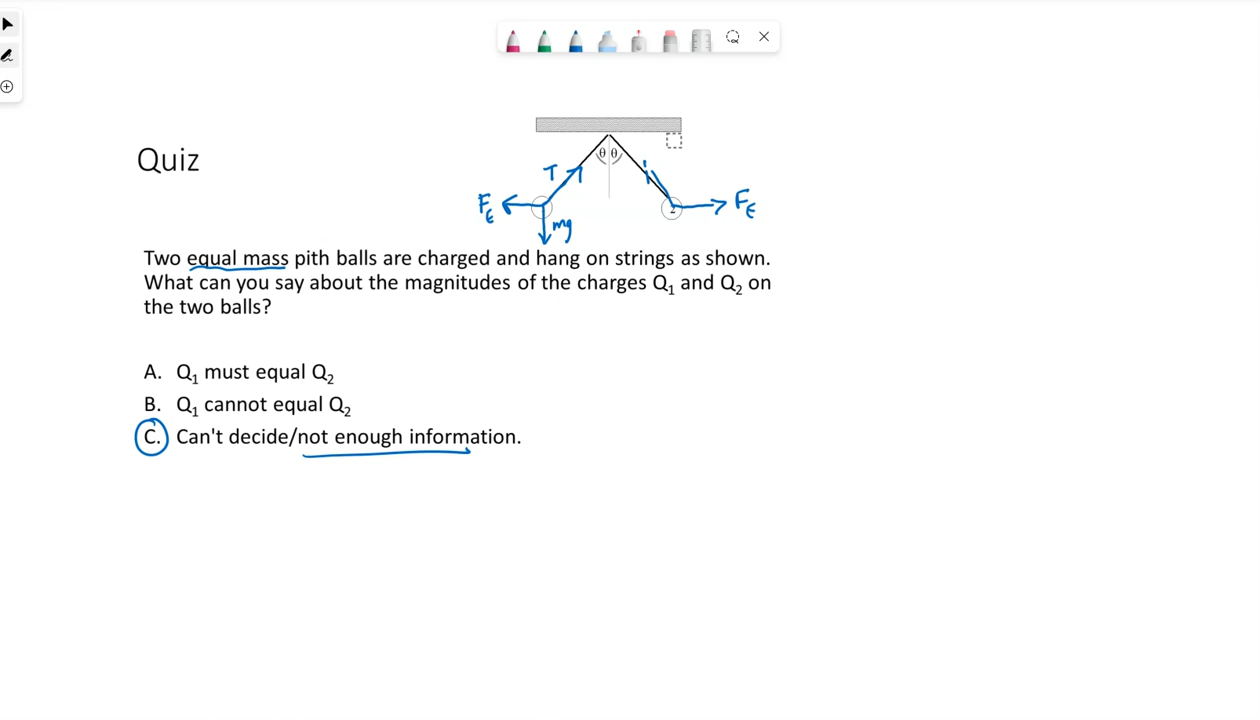 Quiz
θ θ
T
F_E
mg
2
F_E
Two equal mass pith balls are charged and hang on strings as shown.
What can you say about the magnitudes of the charges Q₁ and Q₂ on
the two balls?
A. Q₁ must equal Q₂
B. Q₁ cannot equal Q₂
C. Can't decide/not enough information.